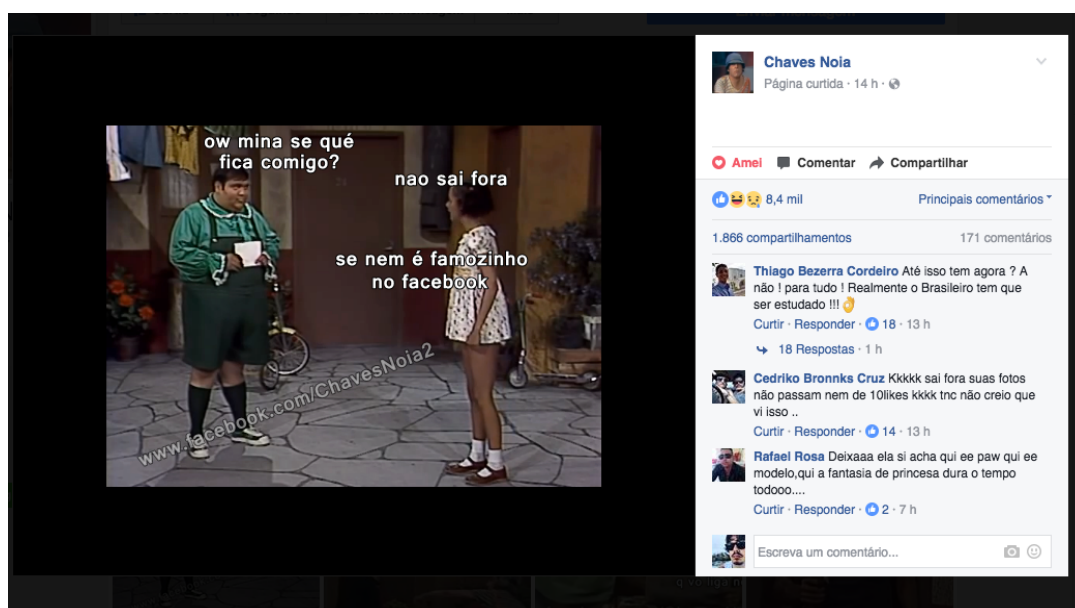 ow mina se qué
fica comigo?
nao sai fora
se nem é famozinho
no facebook
www.facebook.com/ChavesNoia2
Chaves Noia
Página curtida · 14 h ·
Amei Comentar Compartilhar
8,4 mil Principais comentários
1.866 compartilhamentos 171 comentários
Thiago Bezerra Cordeiro Até isso tem agora ? A
não ! para tudo ! Realmente o Brasileiro tem que
ser estudado !!! 👌
Curtir · Responder · 18 · 13 h
18 Respostas · 1 h
Cedriko Bronnks Cruz Kkkkk sai fora suas fotos
não passam nem de 10likes kkkk tnc não creio que
vi isso ..
Curtir · Responder · 14 · 13 h
Rafael Rosa Deixaaa ela si acha qui ee paw qui ee
modelo,qui a fantasia de princesa dura o tempo
todooo....
Curtir · Responder · 2 · 7 h
Escreva um comentário...